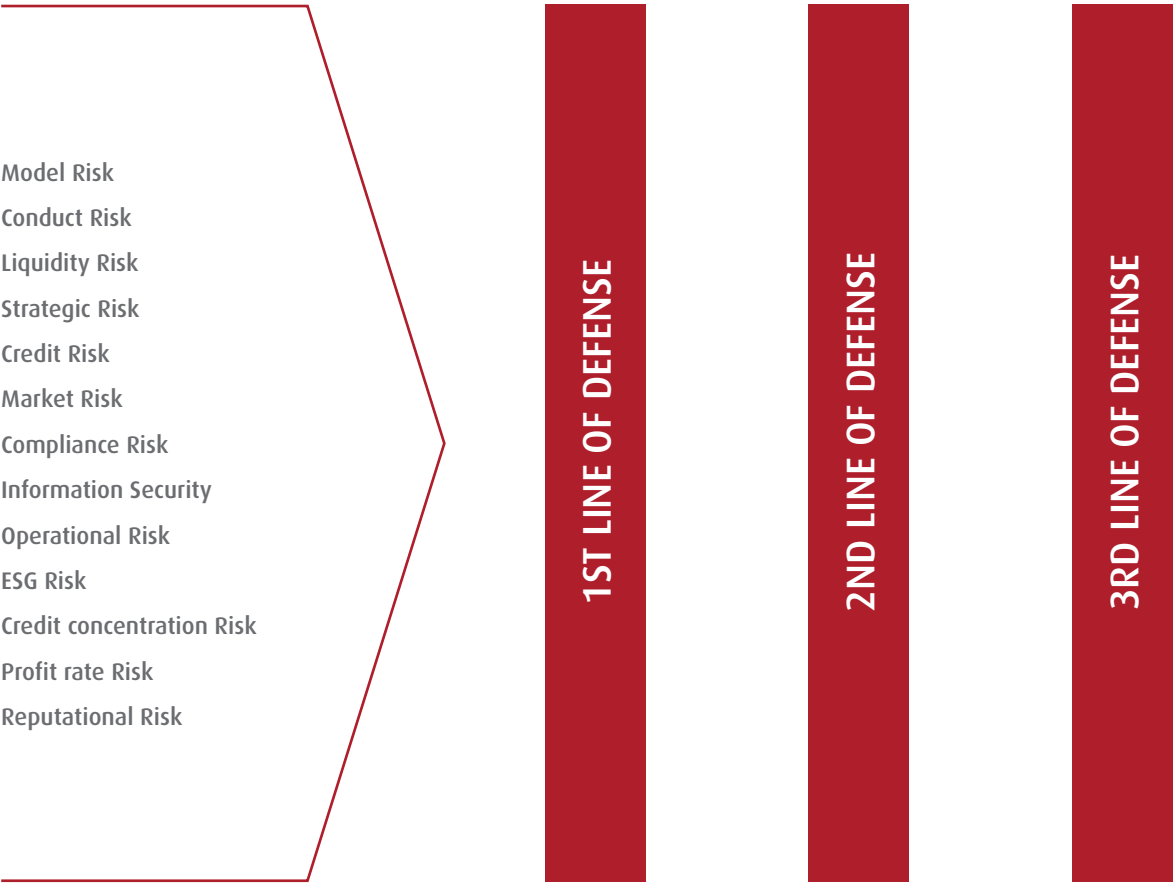 Model Risk
Conduct Risk
Liquidity Risk
Strategic Risk
Credit Risk
Market Risk
Compliance Risk
Information Security
Operational Risk
ESG Risk
Credit concentration Risk
Profit rate Risk
Reputational Risk
1ST LINE OF DEFENSE
2ND LINE OF DEFENSE
3RD LINE OF DEFENSE